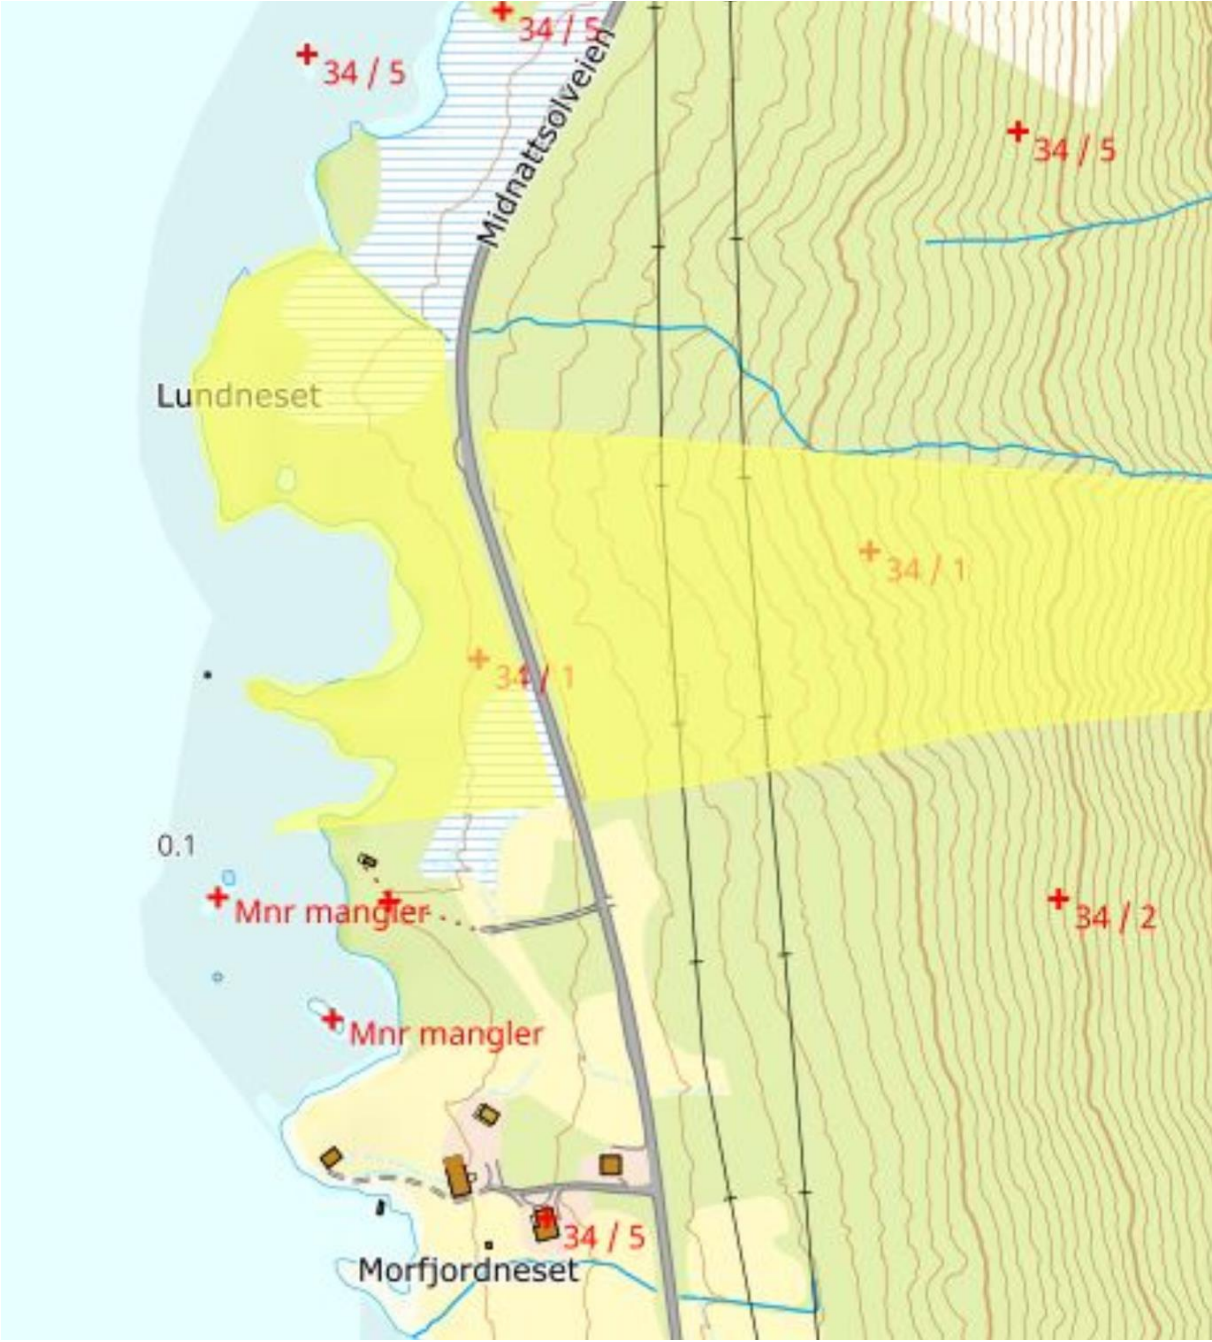 34 / 5
34 / 5
Midnattsolveien
34 / 5
Lundneset
34 / 1
34 / 1
0.1
Mnr mangler
34 / 2
Mnr mangler
34 / 5
Morfjordneset